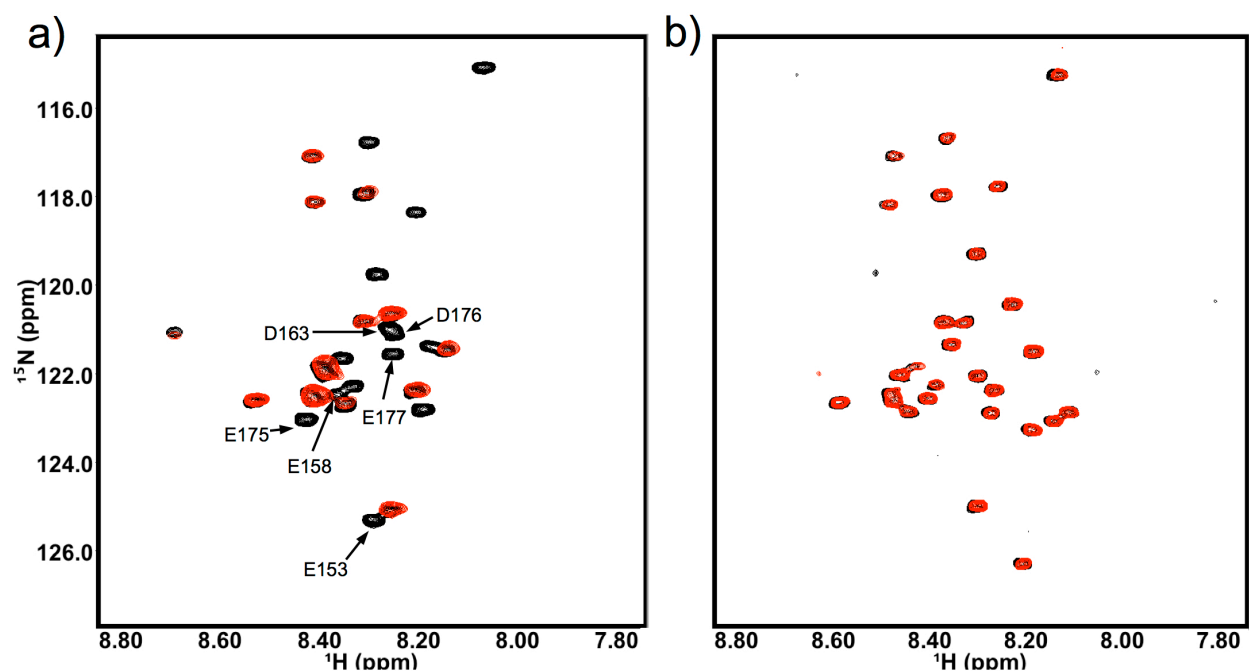 a)
116.0
118.0
120.0
122.0
124.0
126.0
¹⁵N (ppm)
D163
D176
E177
E175
E158
E153
8.80 8.60 8.40 8.20 8.00 7.80
¹H (ppm)
b)
8.80 8.60 8.40 8.20 8.00 7.80
¹H (ppm)